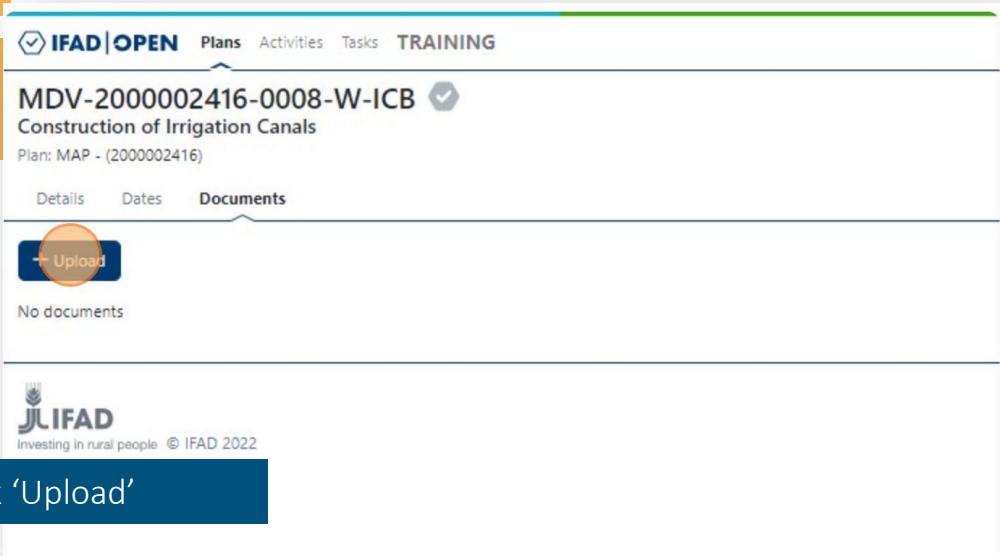 IFAD|OPEN Plans Activities Tasks TRAINING
MDV-2000002416-0008-W-ICB
Construction of Irrigation Canals
Plan: MAP - (2000002416)
Details Dates Documents
+ Upload
No documents
IFAD
Investing in rural people © IFAD 2022
‘Upload’